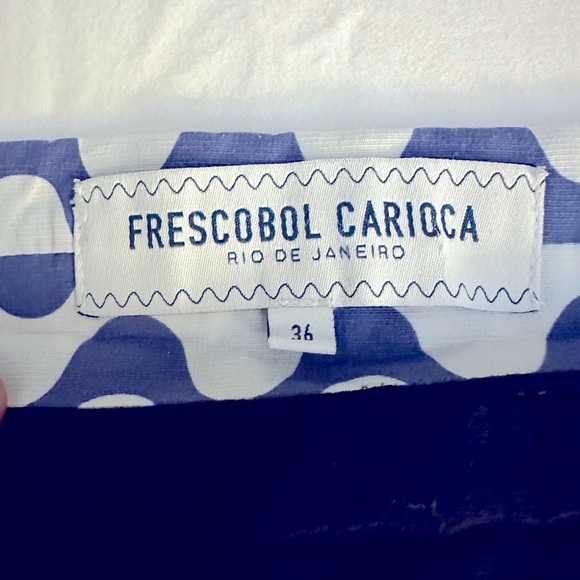 FRESCOBOL CARIOCA
RIO DE JANEIRO
36